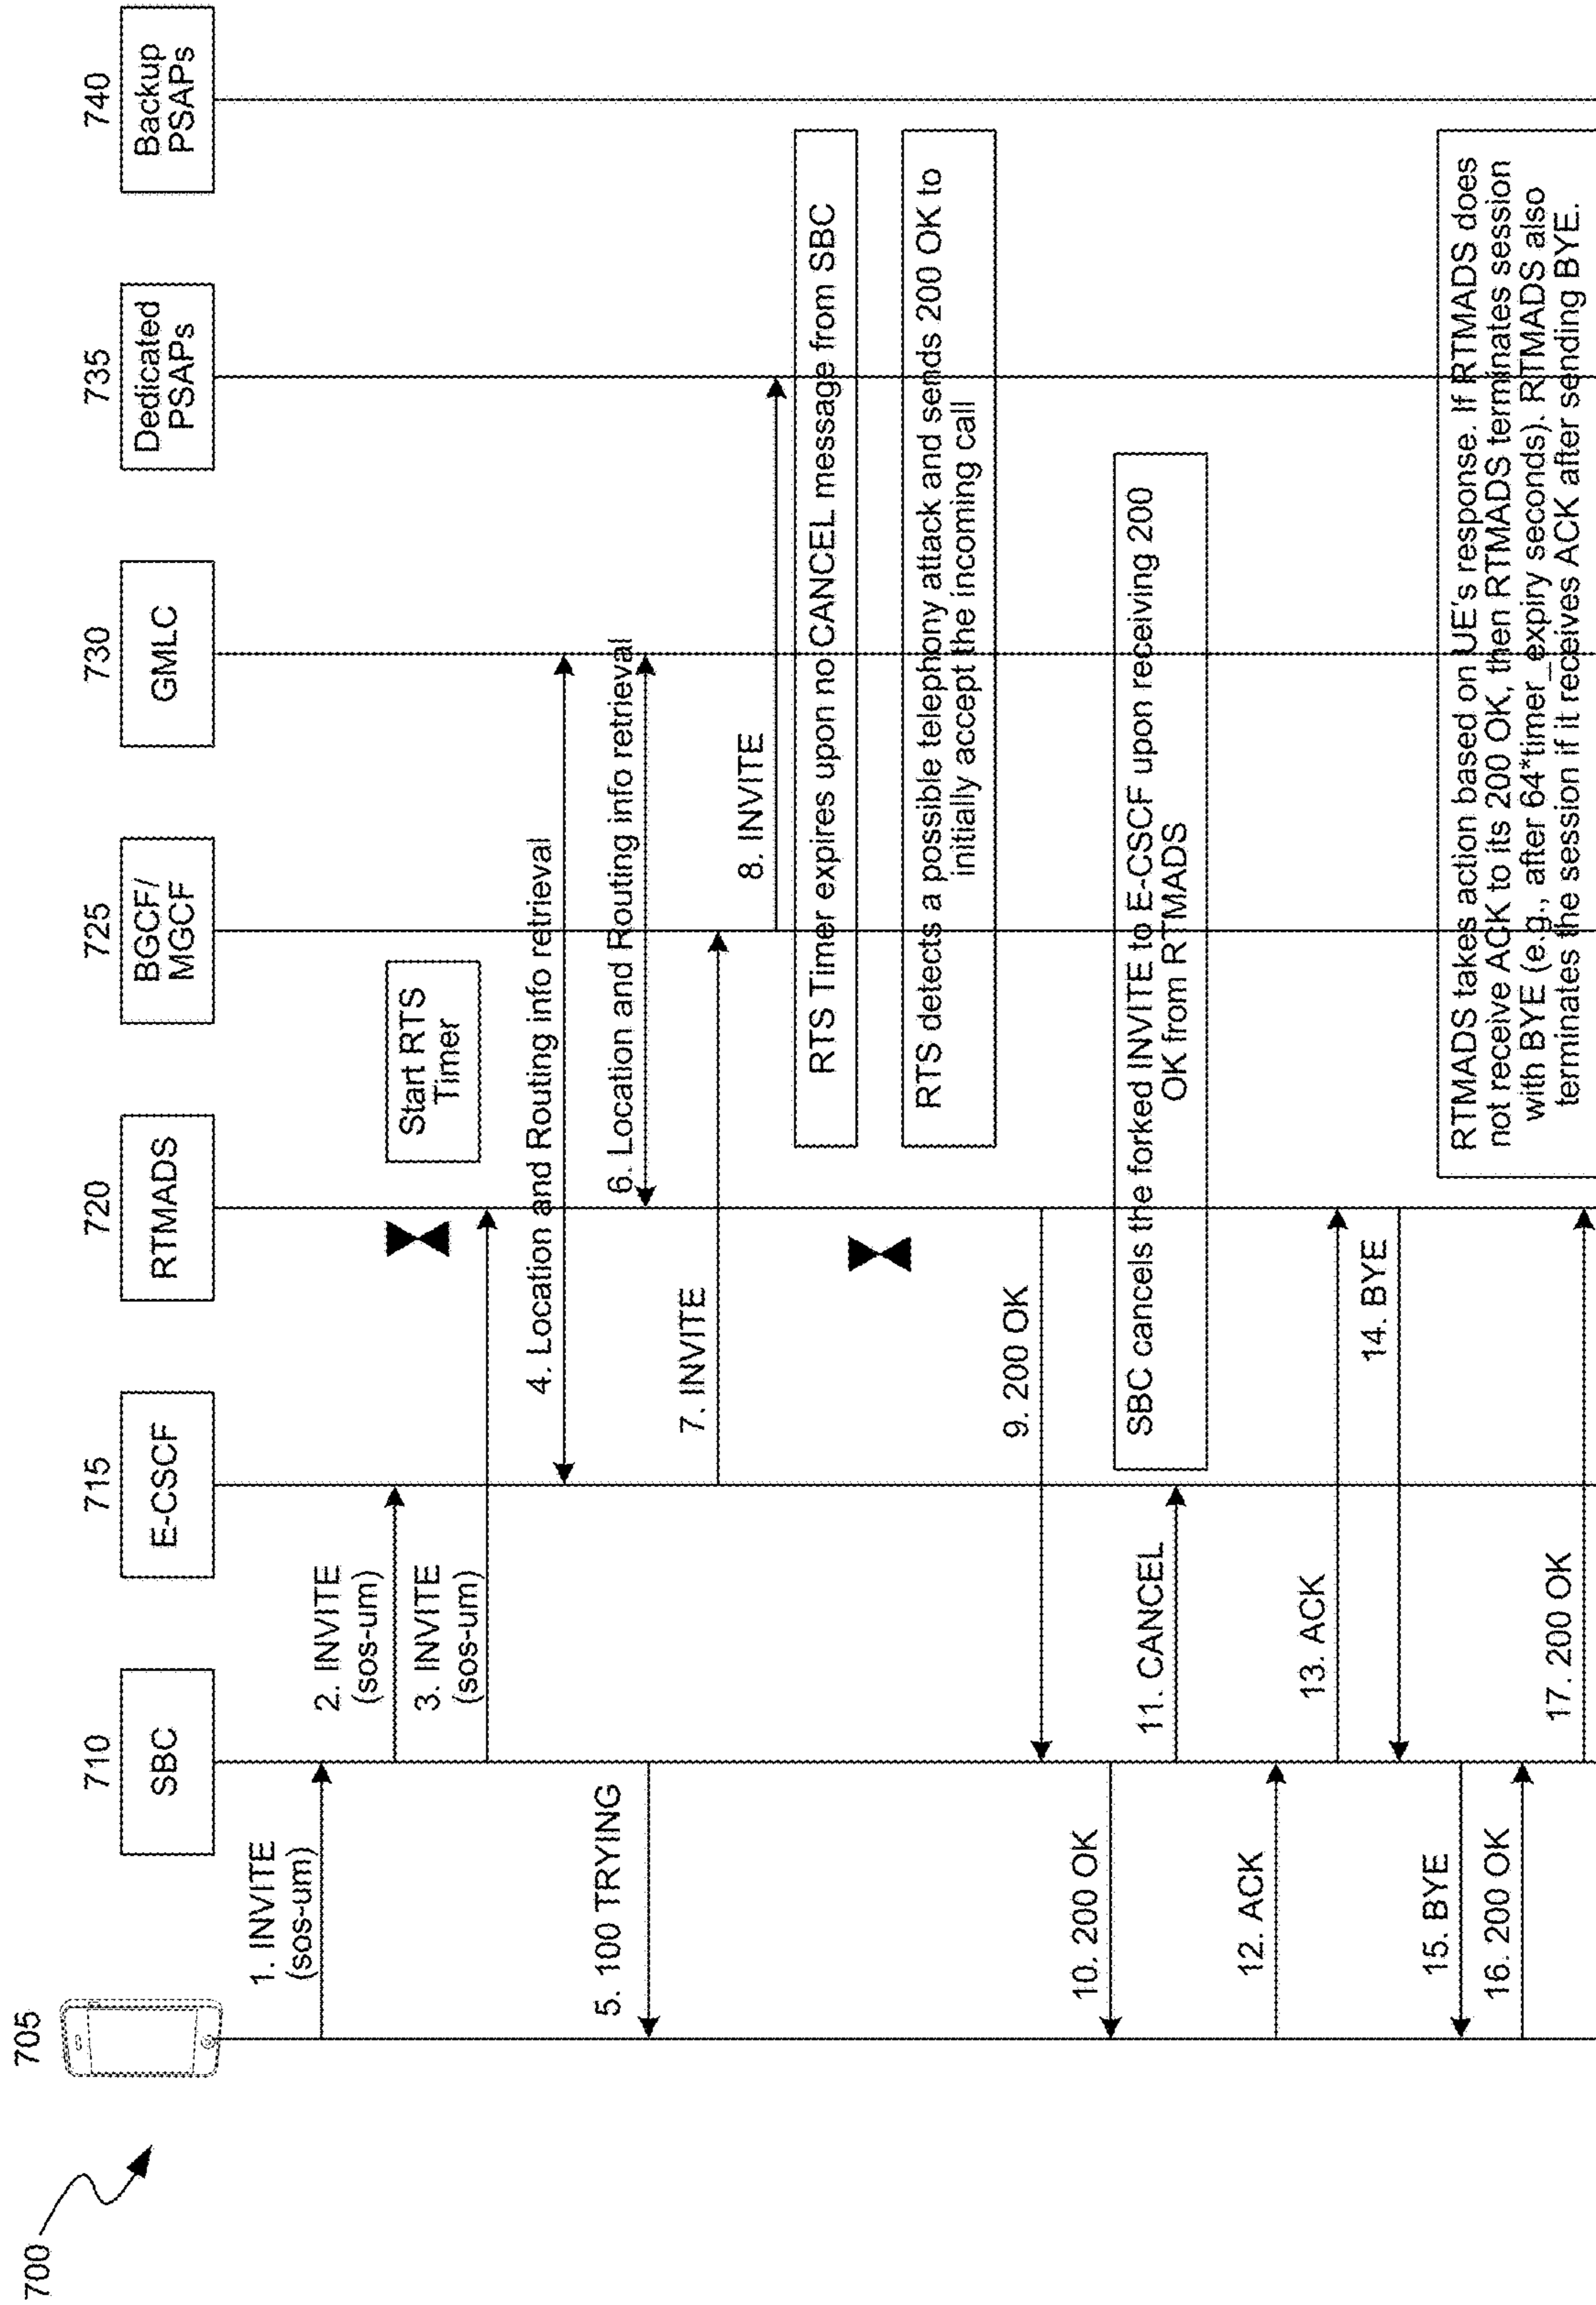 700
705
710
SBC
715
E-CSCF
720
RTMADS
725
BGCF/
MGCF
730
GMLC
735
Dedicated
PSAPs
740
Backup
PSAPs
1. INVITE
(sos-um)
2. INVITE
(sos-um)
3. INVITE
(sos-um)
Start RTS
Timer
4. Location and Routing info retrieval
5. 100 TRYING
6. Location and Routing info retrieval
7. INVITE
8. INVITE
RTS Timer expires upon no CANCEL message from SBC
RTS detects a possible telephony attack and sends 200 OK to
initially accept the incoming call
9. 200 OK
10. 200 OK
SBC cancels the forked INVITE to E-CSCF upon receiving 200
OK from RTMADS
11. CANCEL
12. ACK
13. ACK
14. BYE
15. BYE
16. 200 OK
17. 200 OK
RTMADS takes action based on UE's response. If RTMADS does
not receive ACK to its 200 OK, then RTMADS terminates session
with BYE (e.g., after 64*timer_expiry seconds). RTMADS also
terminates the session if it receives ACK after sending BYE.